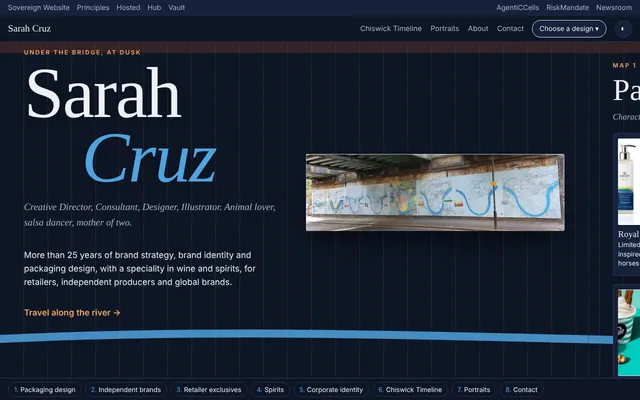 Sovereign Website Principles Hosted Hub Vault AgentiCCells RiskMandate Newsroom
Sarah Cruz Chiswick Timeline Portraits About Contact Choose a design ▾
UNDER THE BRIDGE, AT DUSK
Sarah
Cruz
Creative Director, Consultant, Designer, Illustrator. Animal lover,
salsa dancer, mother of two.
More than 25 years of brand strategy, brand identity and
packaging design, with a speciality in wine and spirits, for
retailers, independent producers and global brands.
Travel along the river →
MAP 1
Pa
Charact
Royal
inspire
horses
1. Packaging design 2. Independent brands 3. Retailer exclusives 4. Spirits 5. Corporate identity 6. Chiswick Timeline 7. Portraits 8. Contact